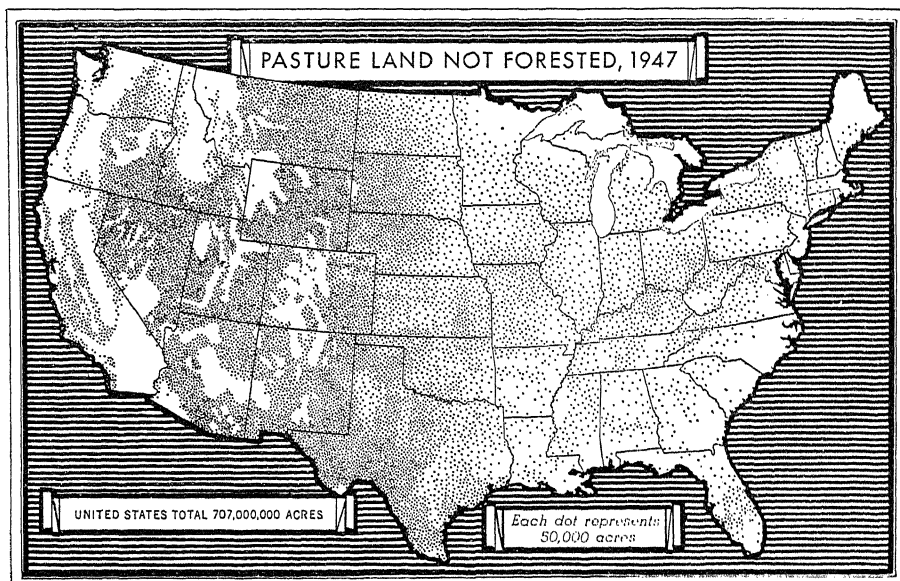 PASTURE LAND NOT FORESTED, 1947
UNITED STATES TOTAL 707,000,000 ACRES
Each dot represents
50,000 acres